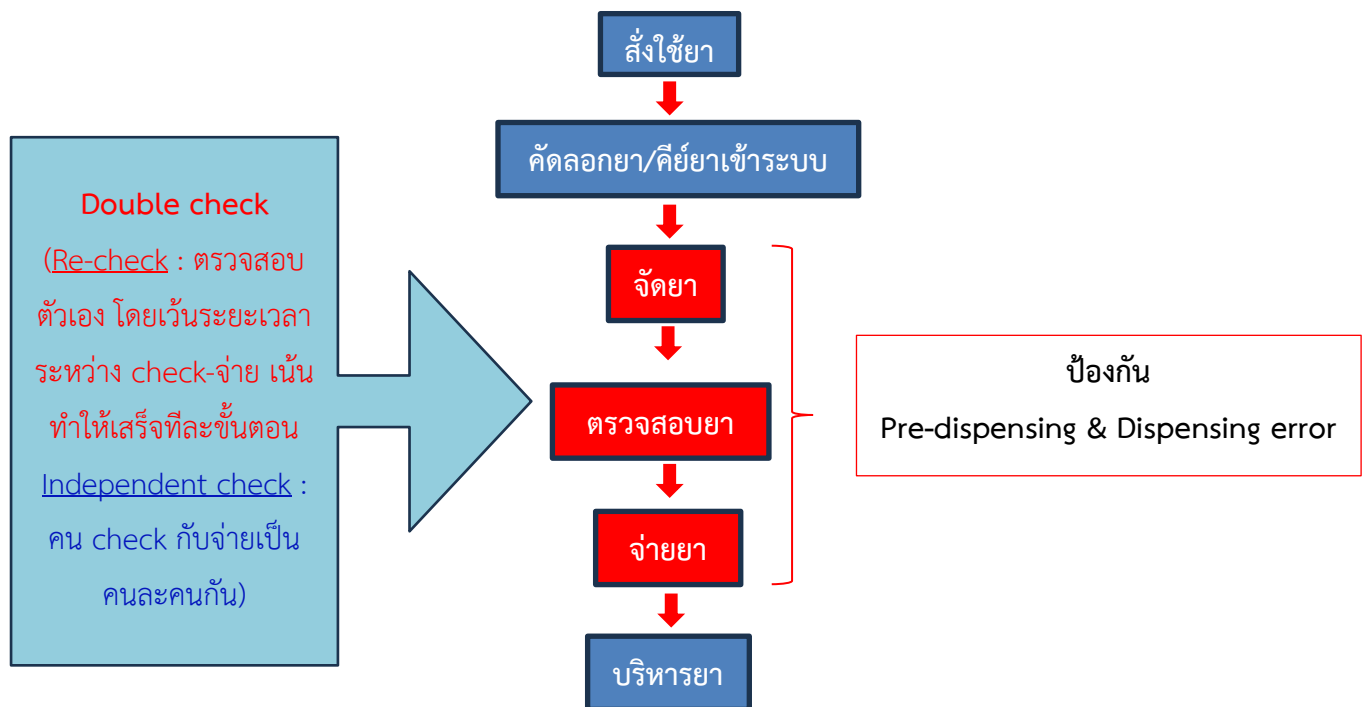 สั่งใช้ยา
คัดลอกยา/คีย์ยาเข้าระบบ
จัดยา
ตรวจสอบยา
จ่ายยา
บริหารยา
Double check
(Re-check : ตรวจสอบ
ตัวเอง โดยเว้นระยะเวลา
ระหว่าง check-จ่าย เน้น
ทำให้เสร็จทีละขั้นตอน
Independent check :
คน check กับจ่ายเป็น
คนละคนกัน)
ป้องกัน
Pre-dispensing & Dispensing error